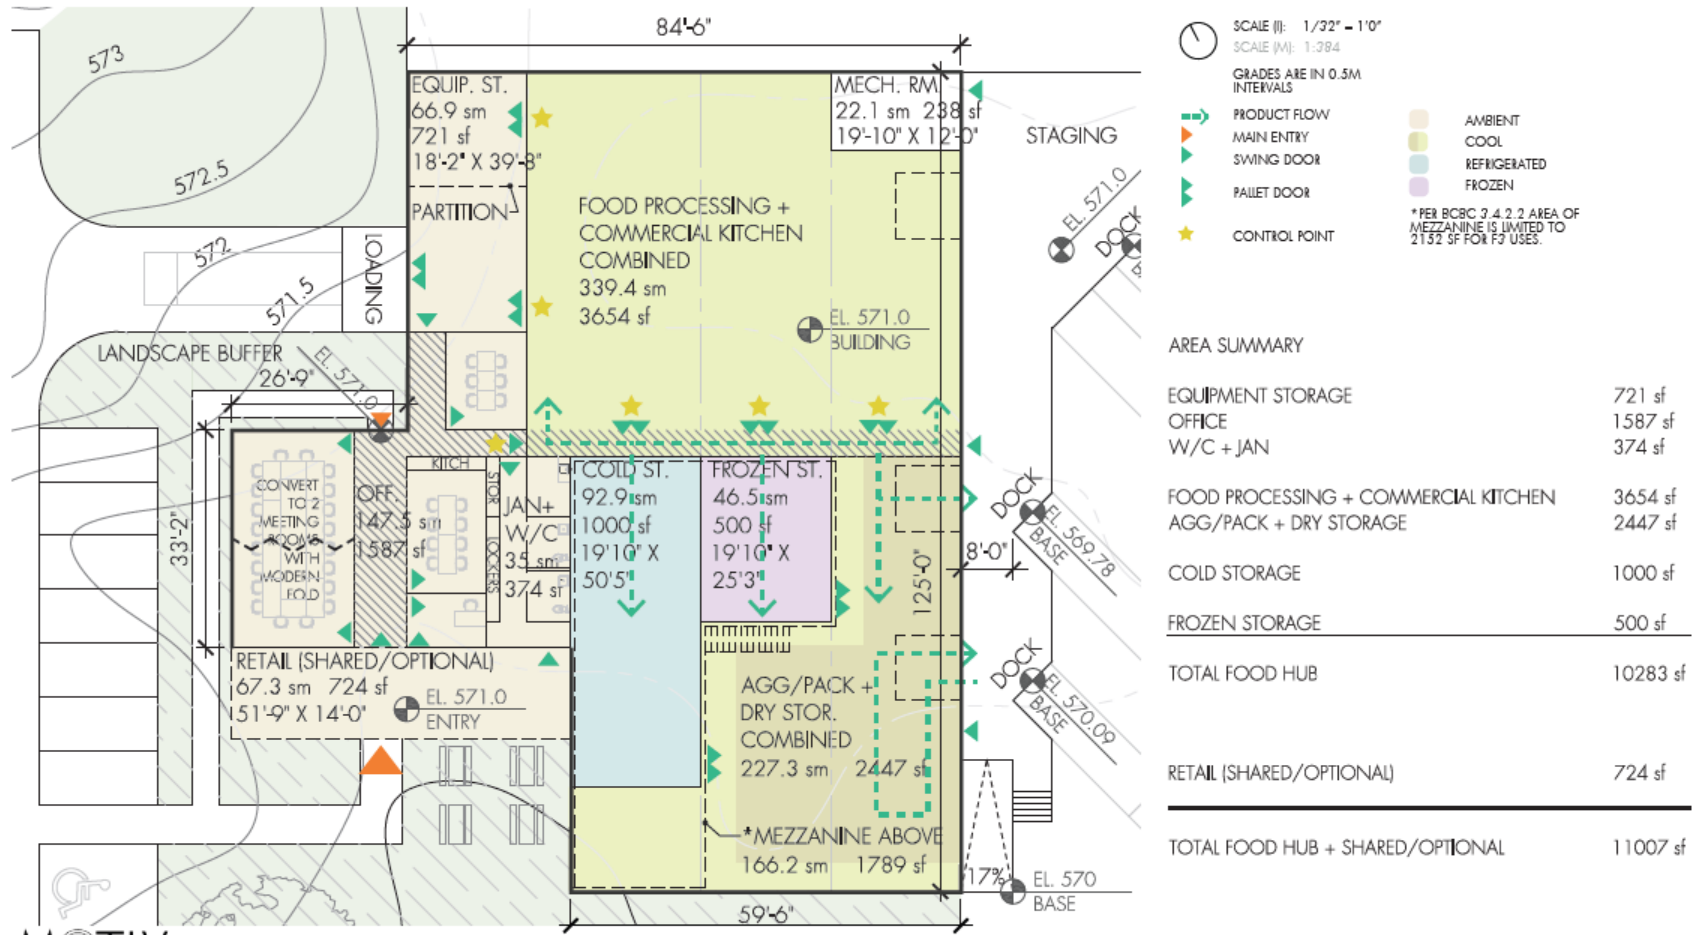 84'-6"
573
572.5
572
571.5
EQUIP. ST.
66.9 sm
721 sf
18'-2" X 39'-8"
PARTITION
LOADING
MECH. RM.
22.1 sm 238 sf
19'-10" X 12'-0"
STAGING
FOOD PROCESSING +
COMMERCIAL KITCHEN
COMBINED
339.4 sm
3654 sf
EL. 571.0
BUILDING
EL. 571.0
DOCK
LANDSCAPE BUFFER
26'-9"
EL. 571.0
33'-2"
CONVERT
TO 2
MEETING
ROOMS
WITH
MODERN
FOLD
OFF.
147.5 sm
1587 sf
KITCH
STOR
LOCKERS
JAN+
W/C
35 sm
374 sf
COLD ST.
92.9 sm
1000 sf
19'10" X
50'5"
FROZEN ST.
46.5 sm
500 sf
19'10" X
25'3"
125'-0"
8'-0"
DOCK
EL. 569.78
BASE
DOCK
EL. 570.09
BASE
RETAIL (SHARED/OPTIONAL)
67.3 sm 724 sf
51'-9" X 14'-0"
EL. 571.0
ENTRY
AGG/PACK +
DRY STOR.
COMBINED
227.3 sm 2447 sf
*MEZZANINE ABOVE
166.2 sm 1789 sf
17%
EL. 570
BASE
59'-6"
SCALE (I): 1/32" = 1'0"
SCALE (M): 1:384
GRADES ARE IN 0.5M
INTERVALS
PRODUCT FLOW
MAIN ENTRY
SWING DOOR
PALLET DOOR
CONTROL POINT
AMBIENT
COOL
REFRIGERATED
FROZEN
*PER BCBC 3.4.2.2 AREA OF
MEZZANINE IS LIMITED TO
2152 SF FOR F3 USES.
AREA SUMMARY
EQUIPMENT STORAGE 721 sf
OFFICE 1587 sf
W/C + JAN 374 sf
FOOD PROCESSING + COMMERCIAL KITCHEN 3654 sf
AGG/PACK + DRY STORAGE 2447 sf
COLD STORAGE 1000 sf
FROZEN STORAGE 500 sf
TOTAL FOOD HUB 10283 sf
RETAIL (SHARED/OPTIONAL) 724 sf
TOTAL FOOD HUB + SHARED/OPTIONAL 11007 sf